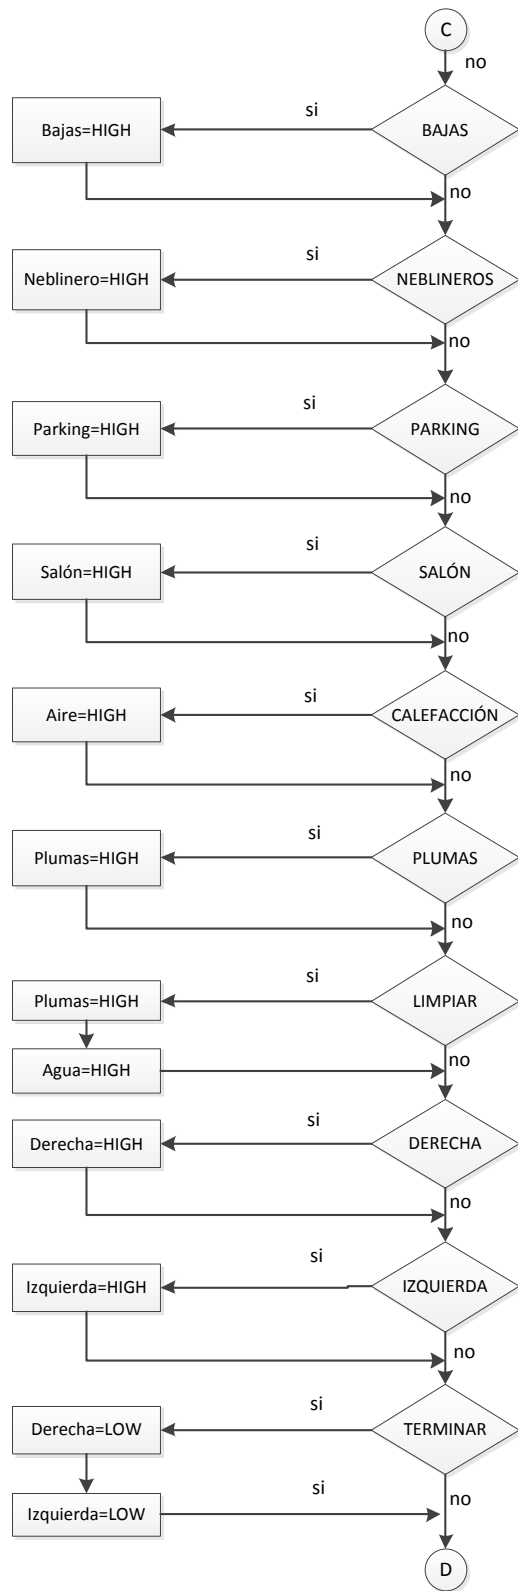 C
no
si
Bajas=HIGH
BAJAS
no
si
Neblinero=HIGH
NEBLINEROS
no
si
Parking=HIGH
PARKING
no
si
Salón=HIGH
SALÓN
no
si
Aire=HIGH
CALEFACCIÓN
no
si
Plumas=HIGH
PLUMAS
no
si
Plumas=HIGH
LIMPIAR
no
Agua=HIGH
si
Derecha=HIGH
DERECHA
no
si
Izquierda=HIGH
IZQUIERDA
no
si
Derecha=LOW
TERMINAR
si
no
Izquierda=LOW
D